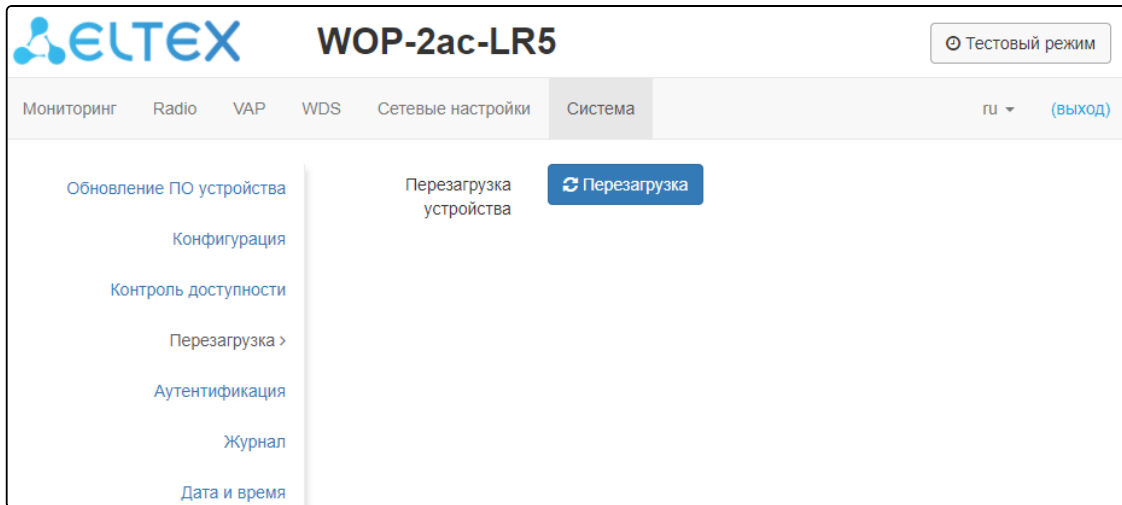 ELTEX WOP-2ac-LR5 Тестовый режим
Мониторинг Radio VAP WDS Сетевые настройки Система ru (выход)
Обновление ПО устройства
Конфигурация
Контроль доступности
Перезагрузка >
Аутентификация
Журнал
Дата и время
Перезагрузка
устройства
Перезагрузка